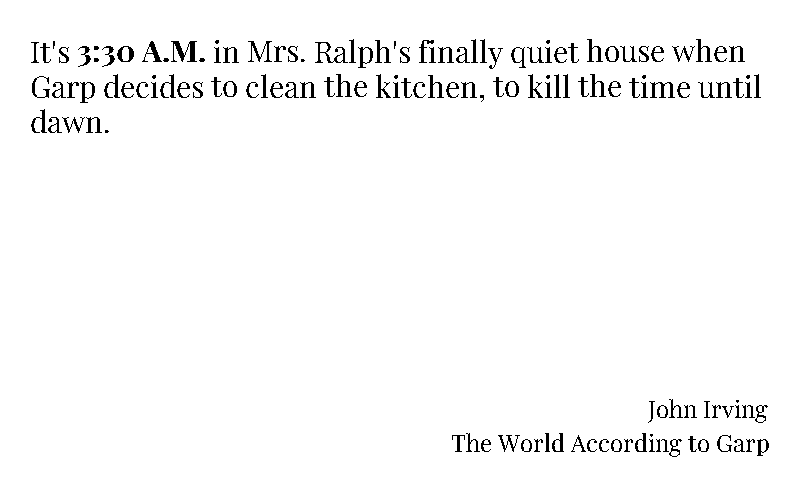 It's 3:30 A.M. in Mrs. Ralph's finally quiet house when
Garp decides to clean the kitchen, to kill the time until
dawn.
John Irving
The World According to Garp